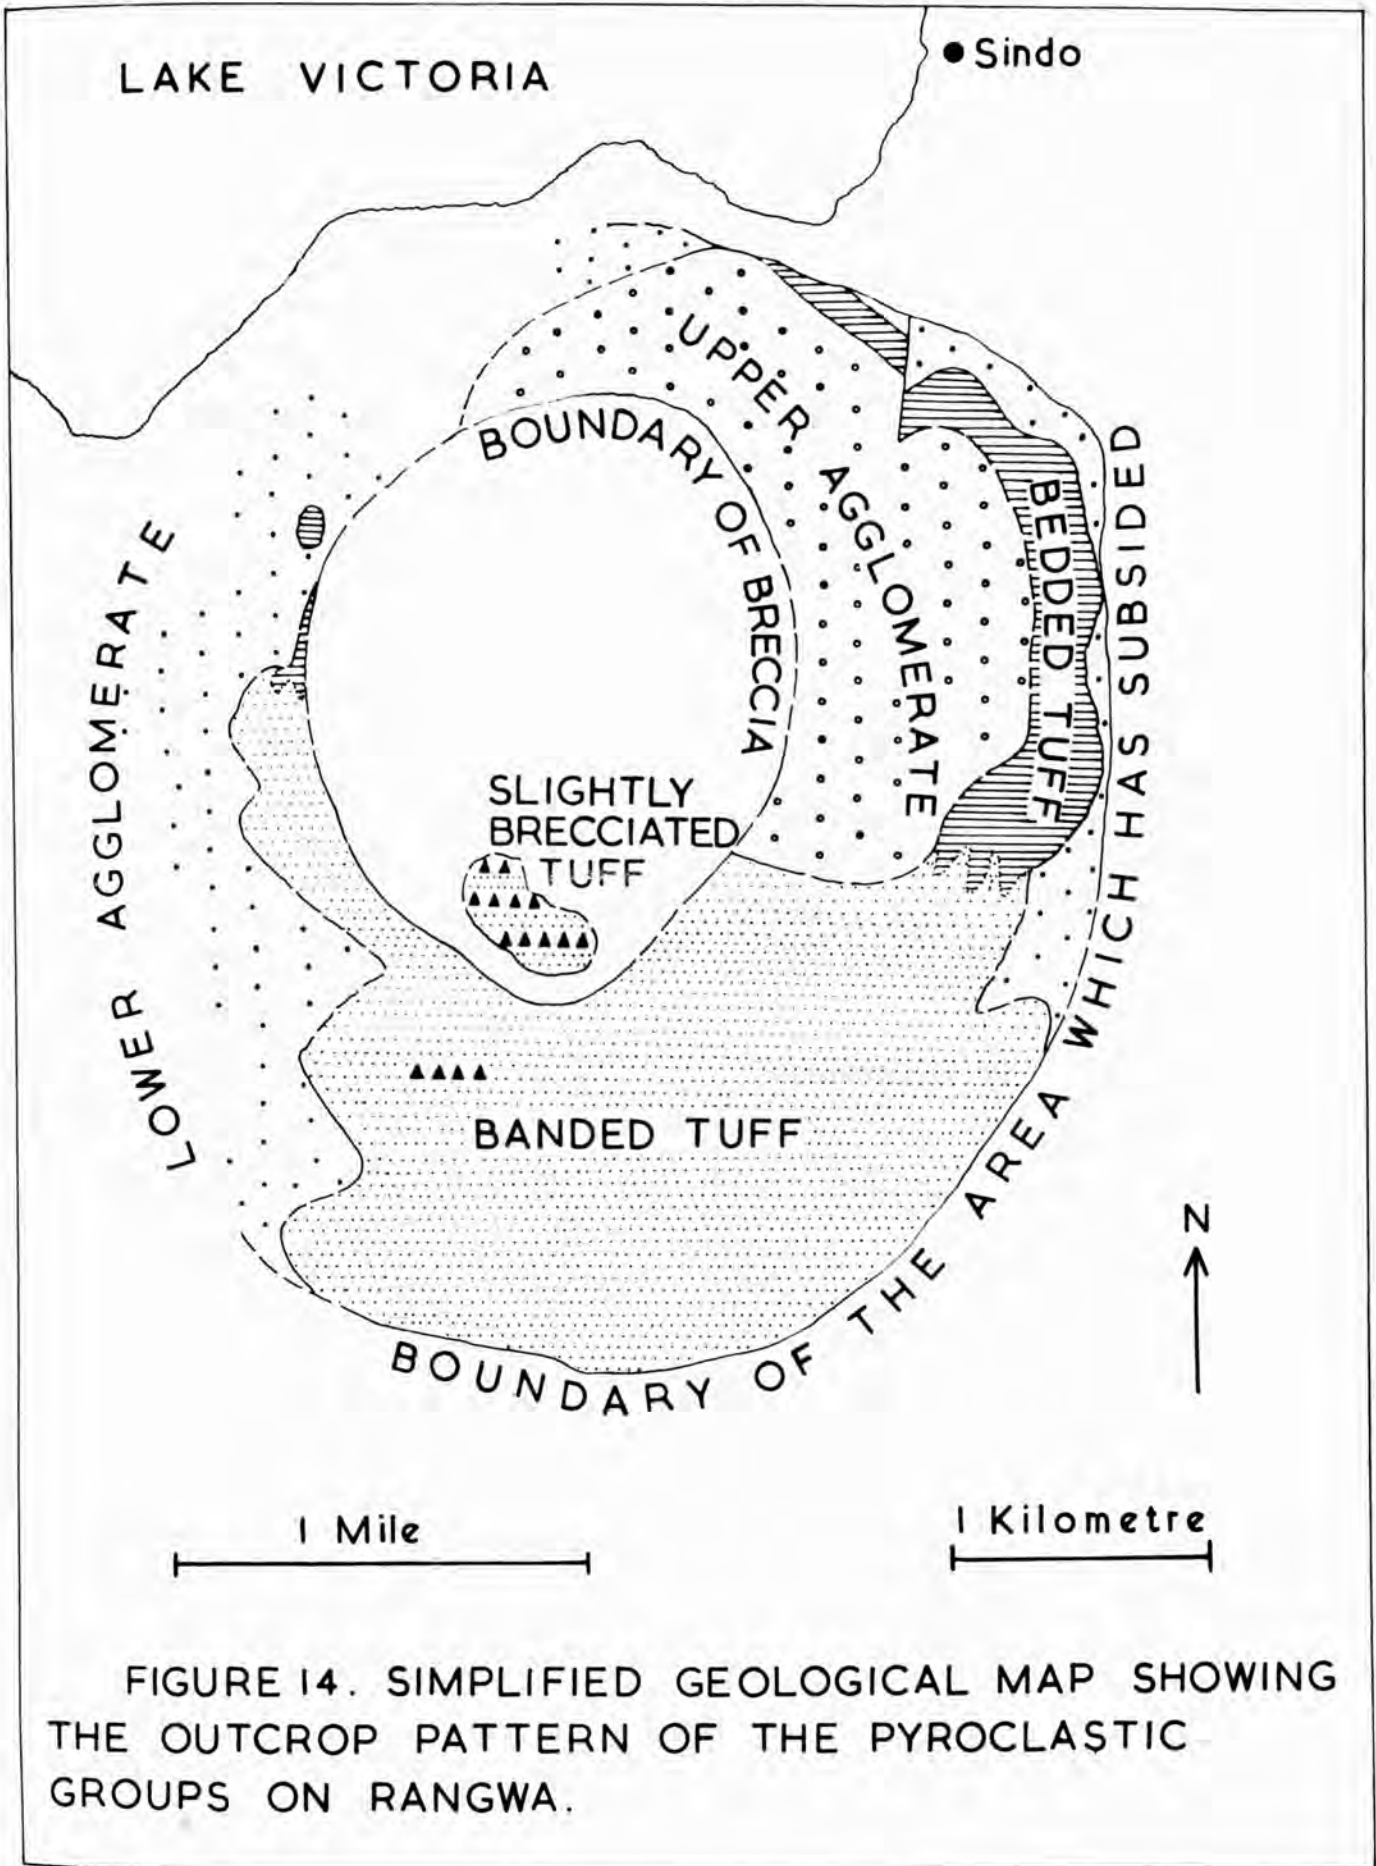 LAKE VICTORIA
Sindo
UPPER AGGLOMERATE
BOUNDARY OF BRECCIA
BEDDED TUFF
LOWER AGGLOMERATE
SLIGHTLY
BRECCIATED
TUFF
BANDED TUFF
BOUNDARY OF THE AREA WHICH HAS SUBSIDED
N
1 Mile
1 Kilometre
FIGURE 14. SIMPLIFIED GEOLOGICAL MAP SHOWING
THE OUTCROP PATTERN OF THE PYROCLASTIC
GROUPS ON RANGWA.